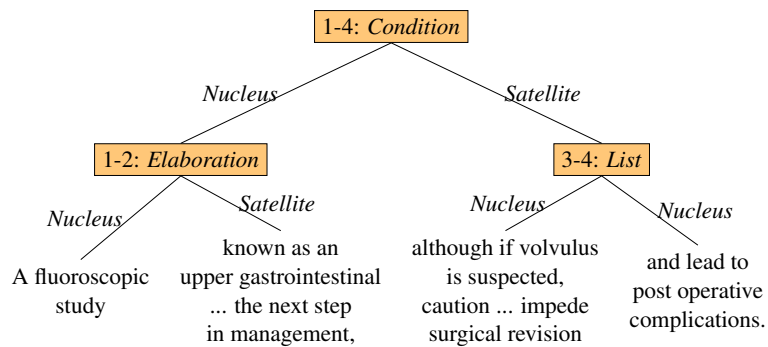 1-4: Condition
Nucleus
Satellite
1-2: Elaboration
3-4: List
Nucleus
Satellite
Nucleus
Nucleus
A fluoroscopic
study
known as an
upper gastrointestinal
... the next step
in management,
although if volvulus
is suspected,
caution ... impede
surgical revision
and lead to
post operative
complications.